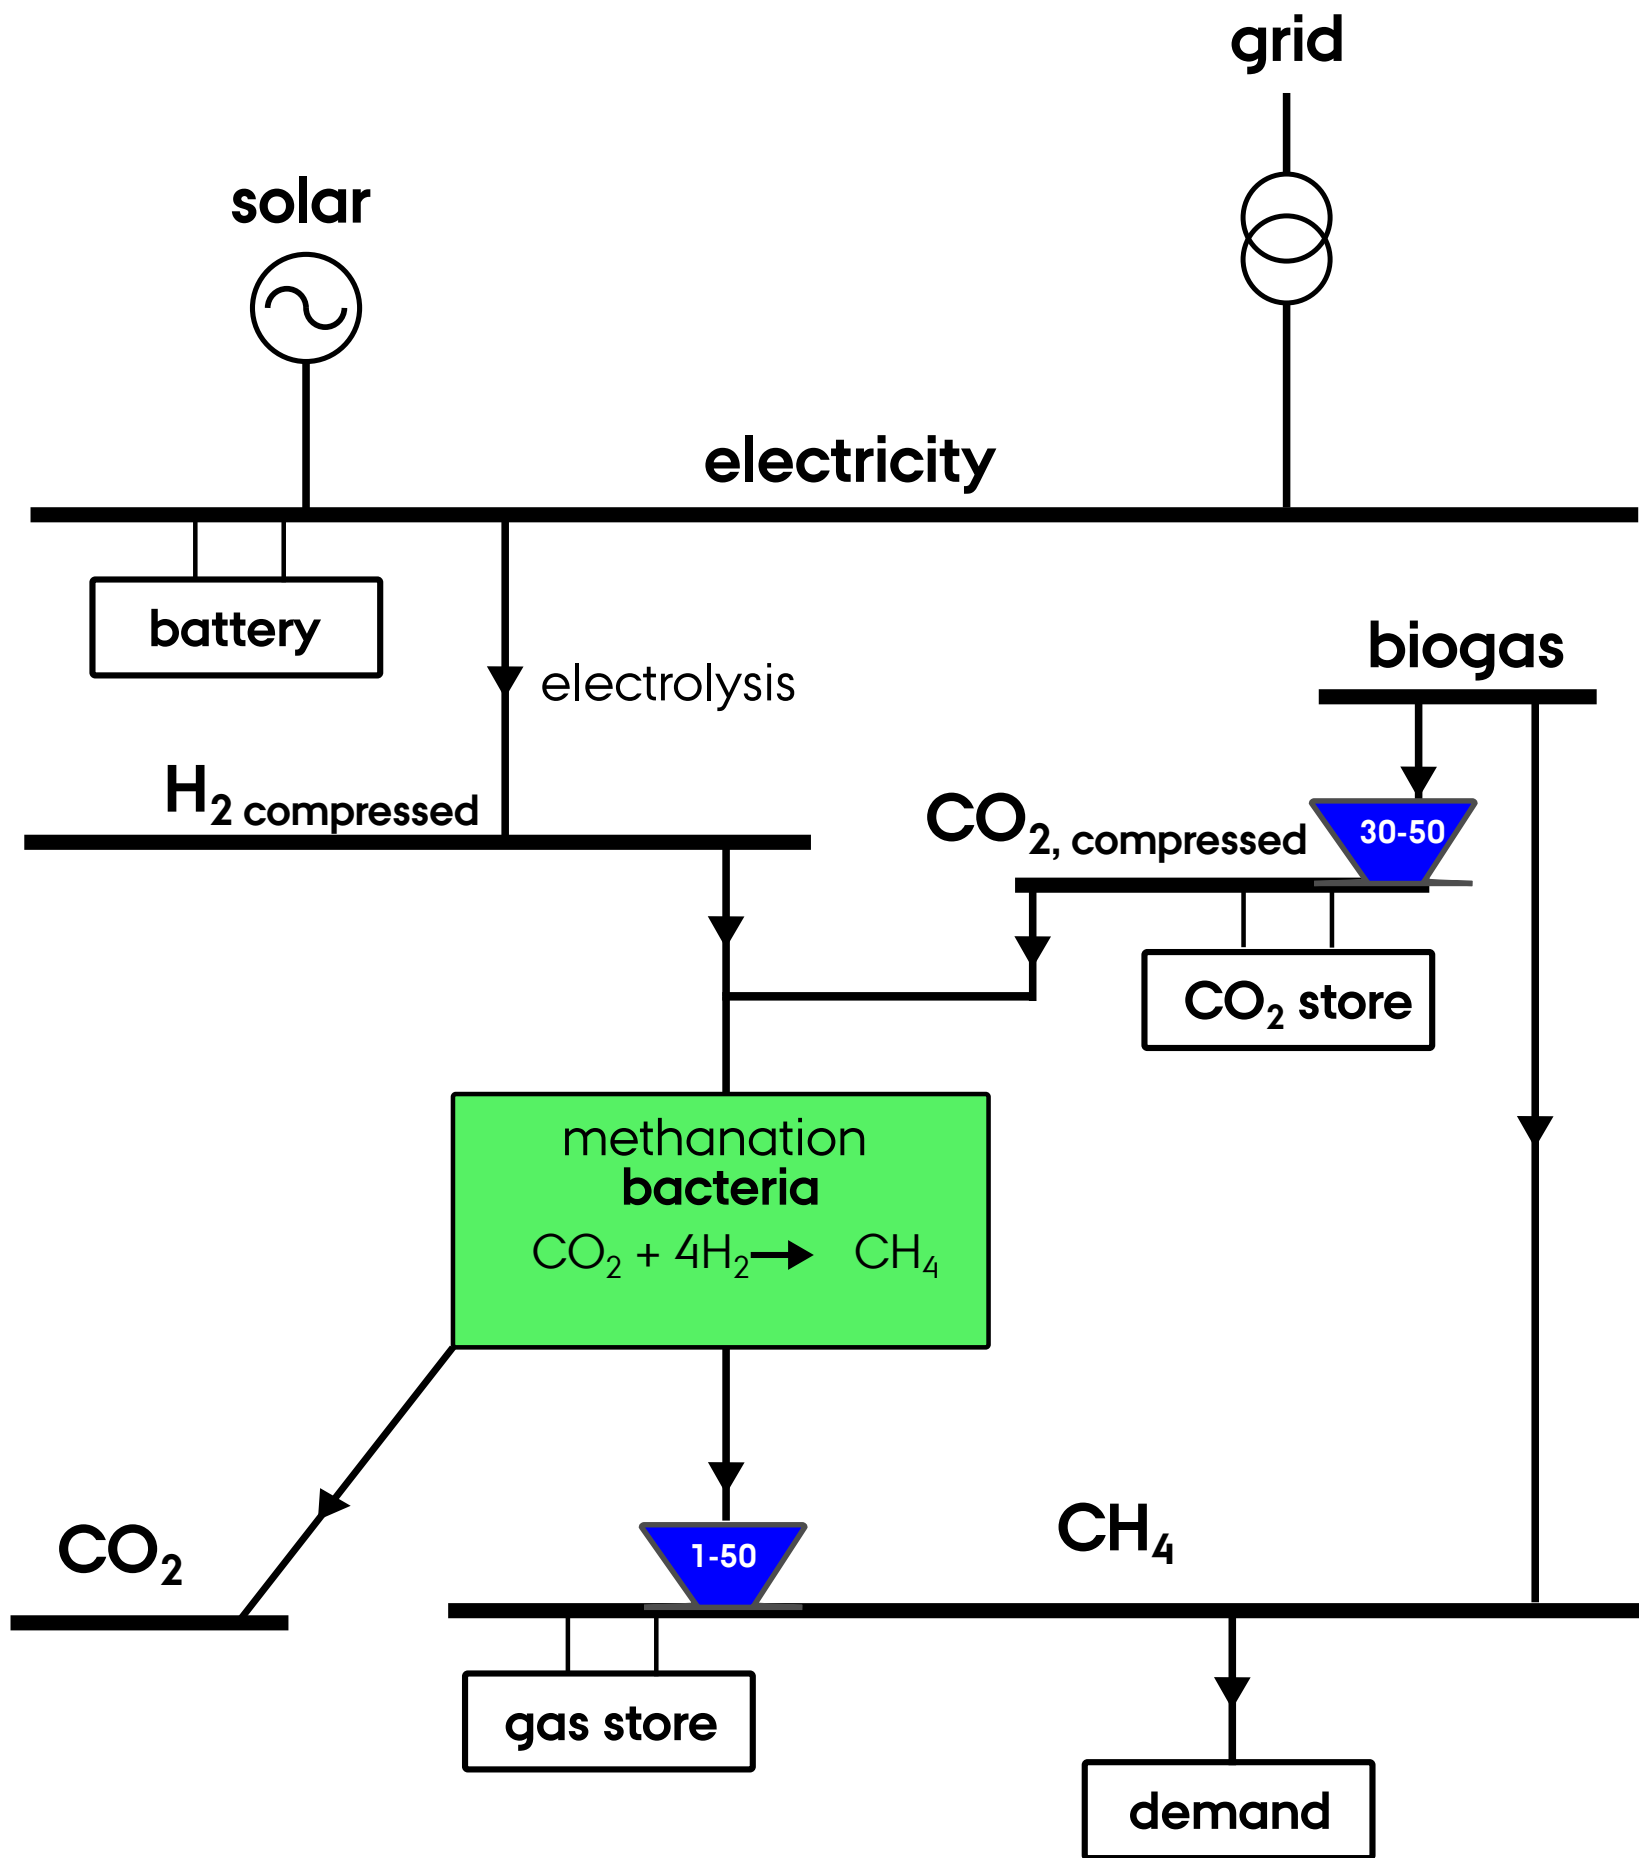 grid
solar
electricity
battery
biogas
electrolysis
H₂ compressed
CO₂, compressed
30-50
CO₂ store
methanation
bacteria
CO₂ + 4H₂ → CH₄
CH₄
CO₂
1-50
gas store
demand